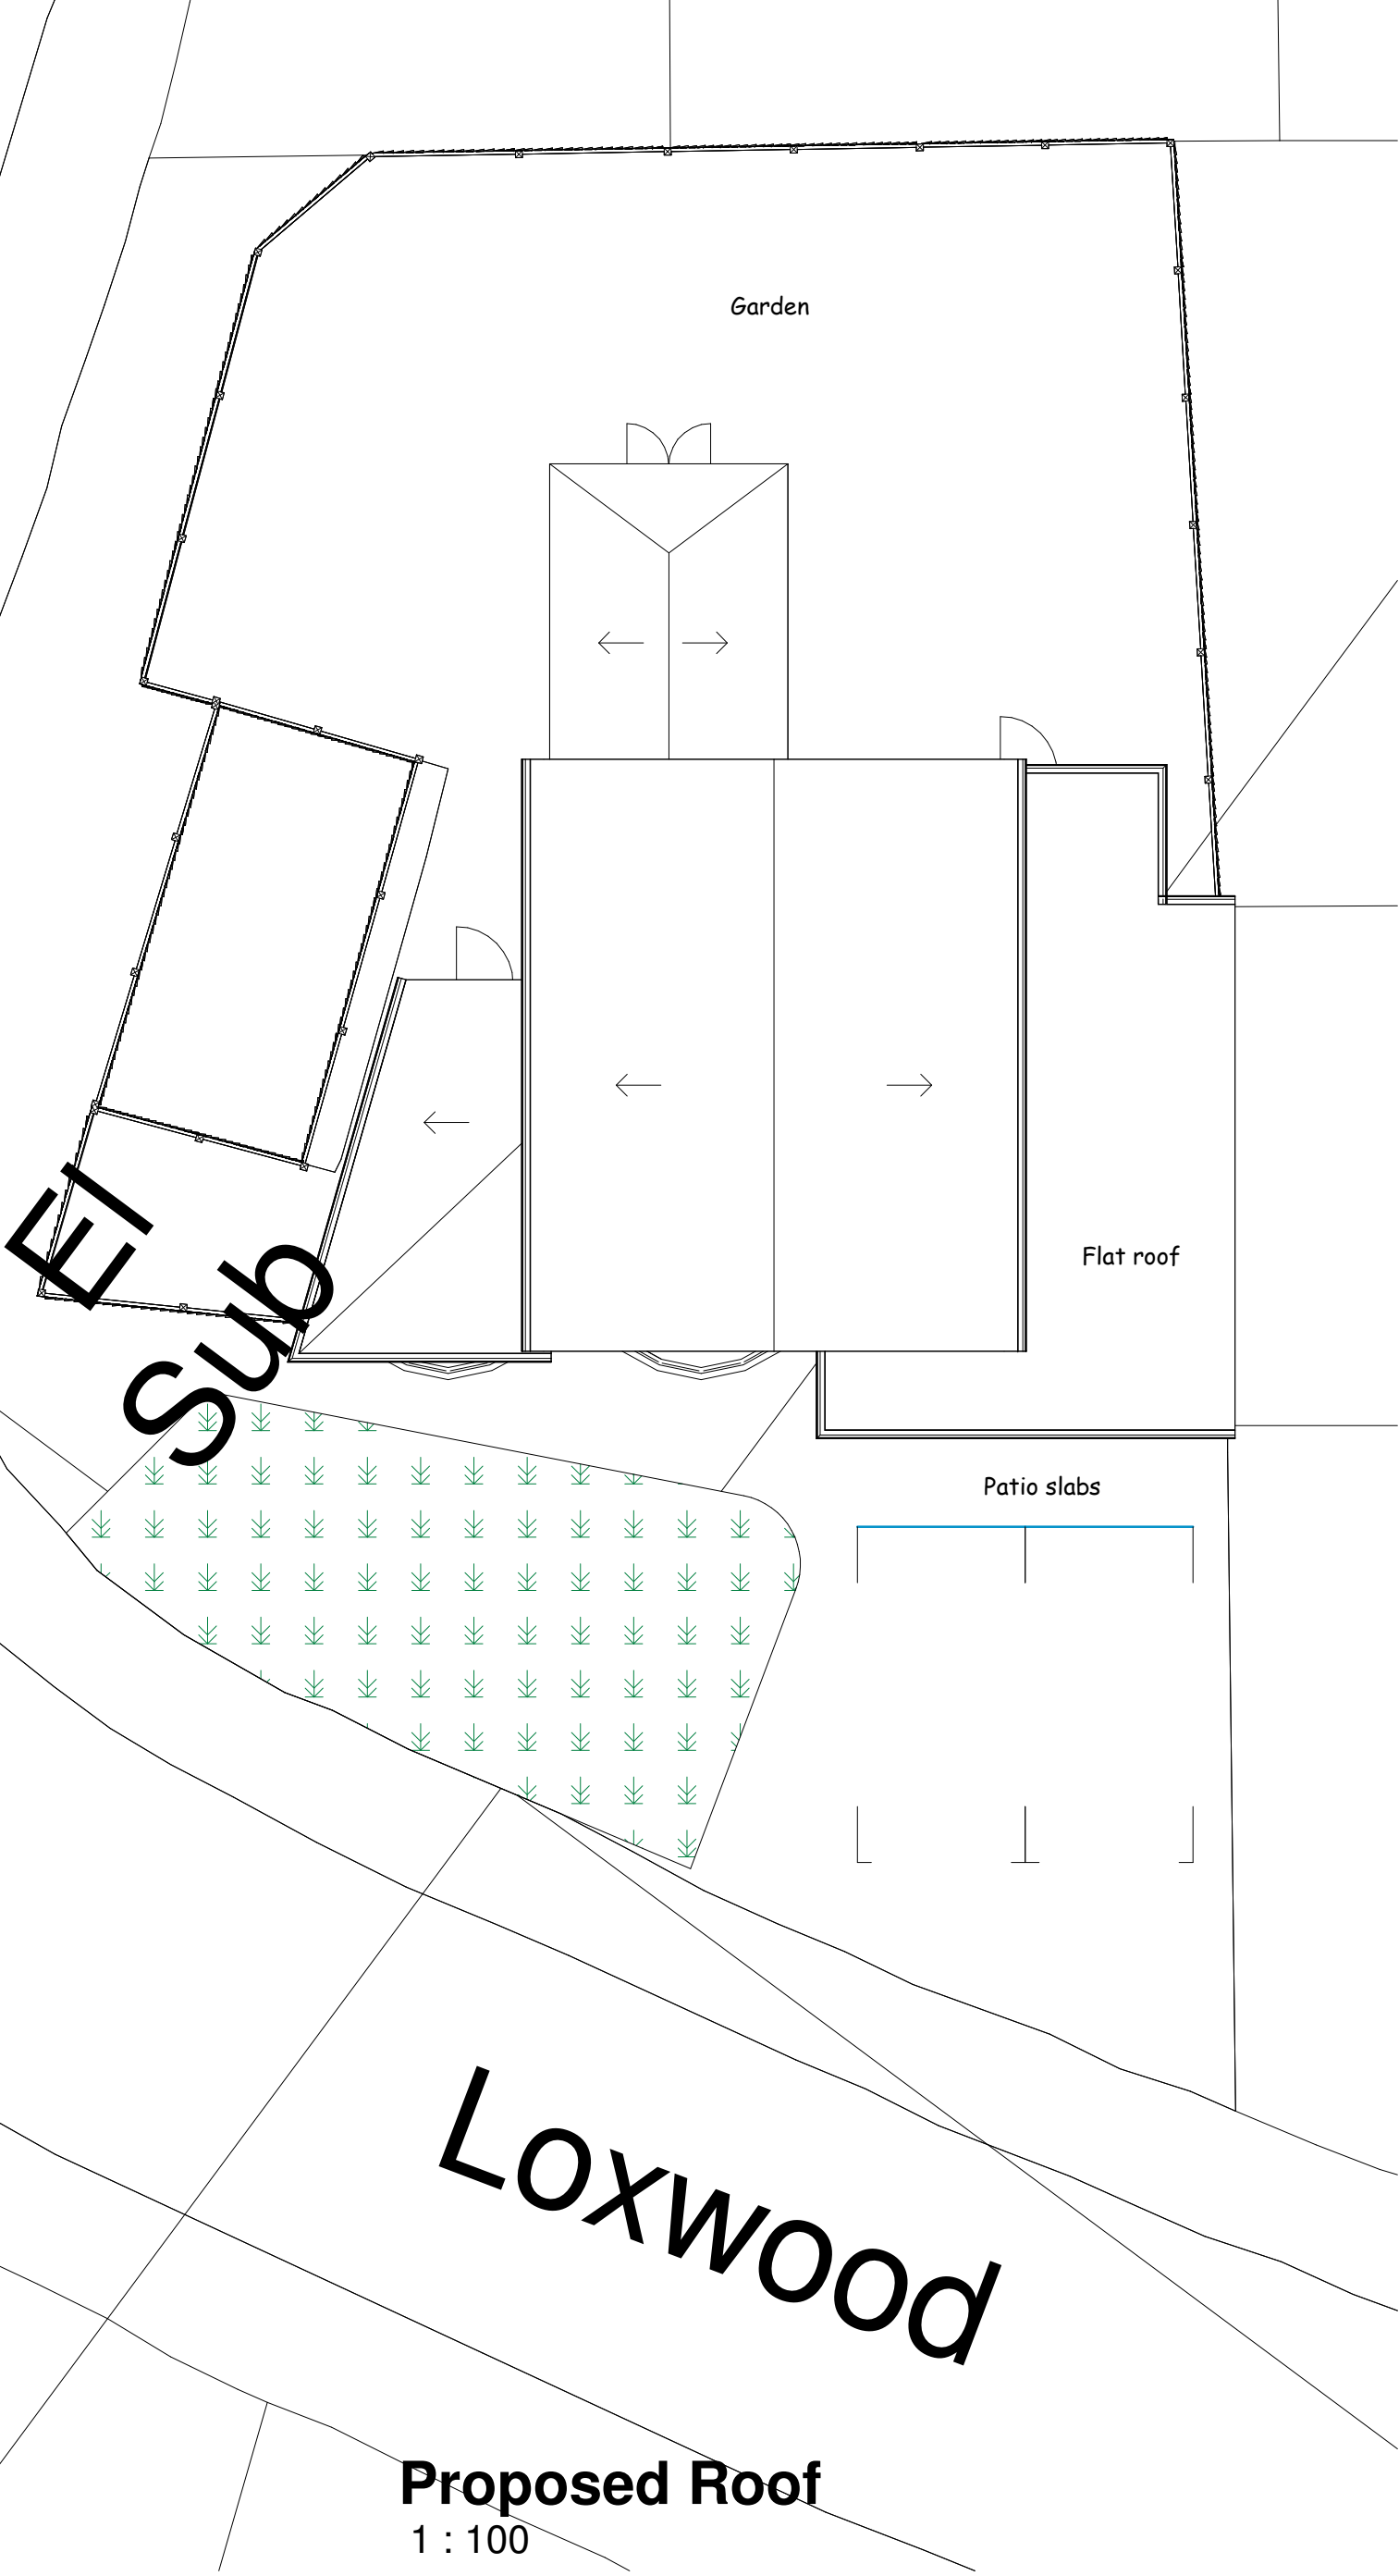 Garden
El
Sub
Flat roof
Patio slabs
Loxwood
Proposed Roof
1 : 100